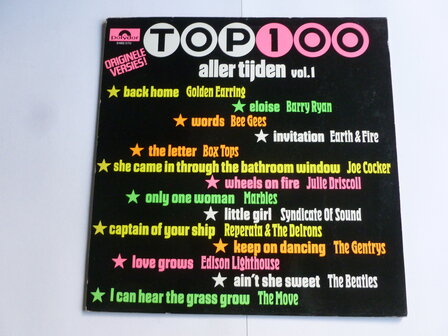 Polydor
TOP100
ORIGINELE
VERSIES!
aller tijden vol.1
back home Golden Earring
eloise Barry Ryan
words Bee Gees
invitation Earth & Fire
the letter Box Tops
she came in through the bathroom window Joe Cocker
wheels on fire Julie Driscoll
only one woman Marbles
little girl Syndicate Of Sound
captain of your ship Reperata & The Delrons
keep on dancing The Gentrys
love grows Edison Lighthouse
ain't she sweet The Beatles
I can hear the grass grow The Move